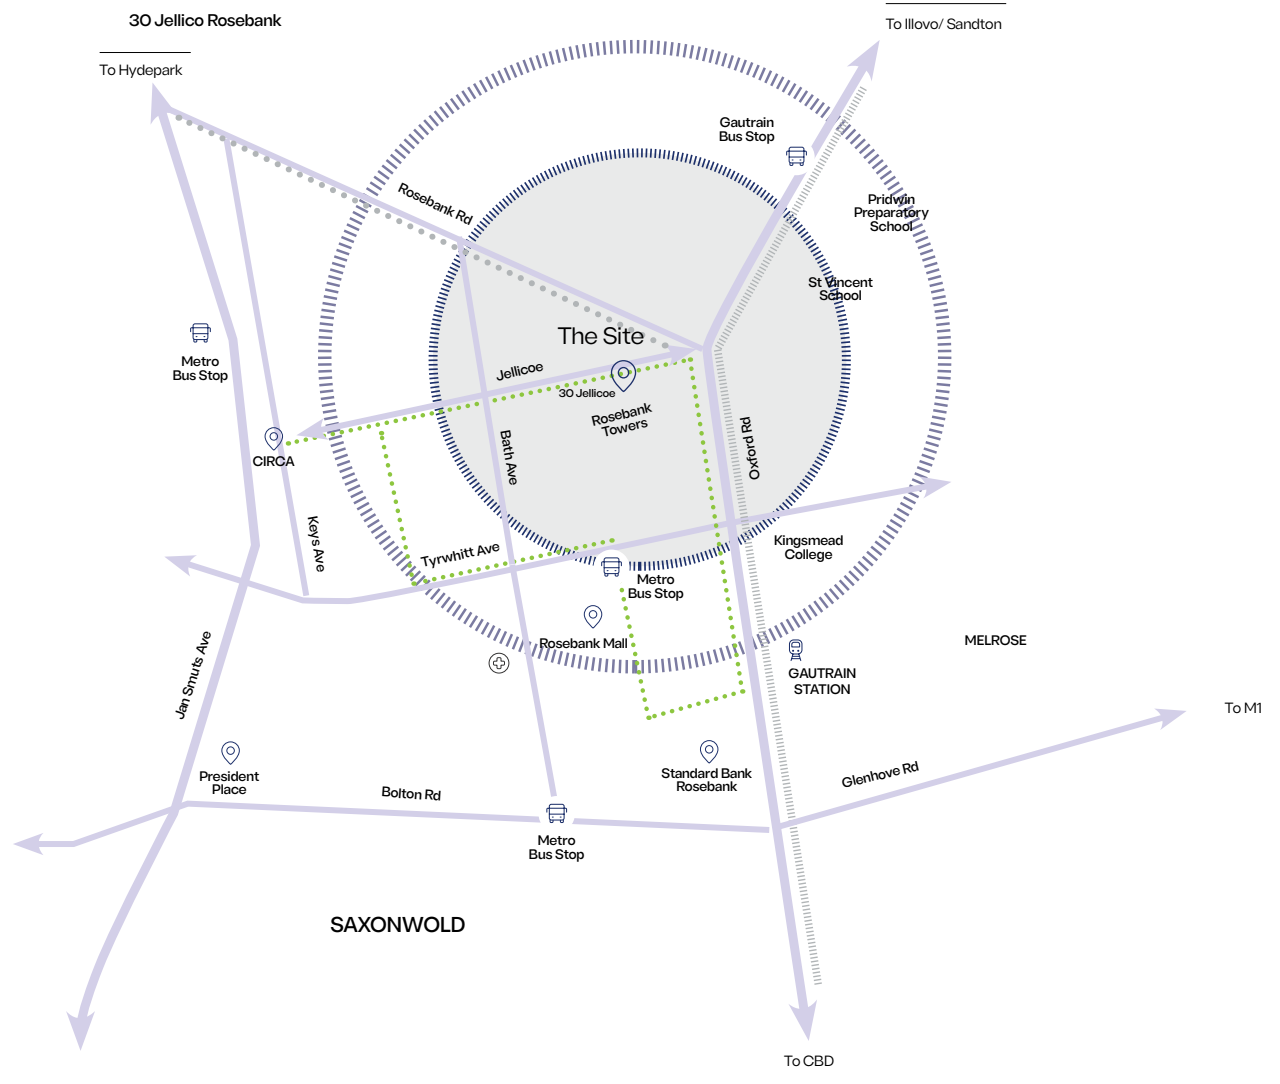 30 Jellico Rosebank
To Illovo/ Sandton
To Hydepark
Gautrain
Bus Stop
Rosebank Rd
Pridwin
Preparatory
School
St Vincent
School
The Site
Metro
Bus Stop
Jellicoe
30 Jellicoe
Rosebank
Towers
Oxford Rd
Bath Ave
CIRCA
Keys Ave
Tyrwhitt Ave
Kingsmead
College
Metro
Bus Stop
Rosebank Mall
MELROSE
GAUTRAIN
STATION
Jan Smuts Ave
To M1
President
Place
Standard Bank
Rosebank
Glenhove Rd
Bolton Rd
Metro
Bus Stop
SAXONWOLD
To CBD